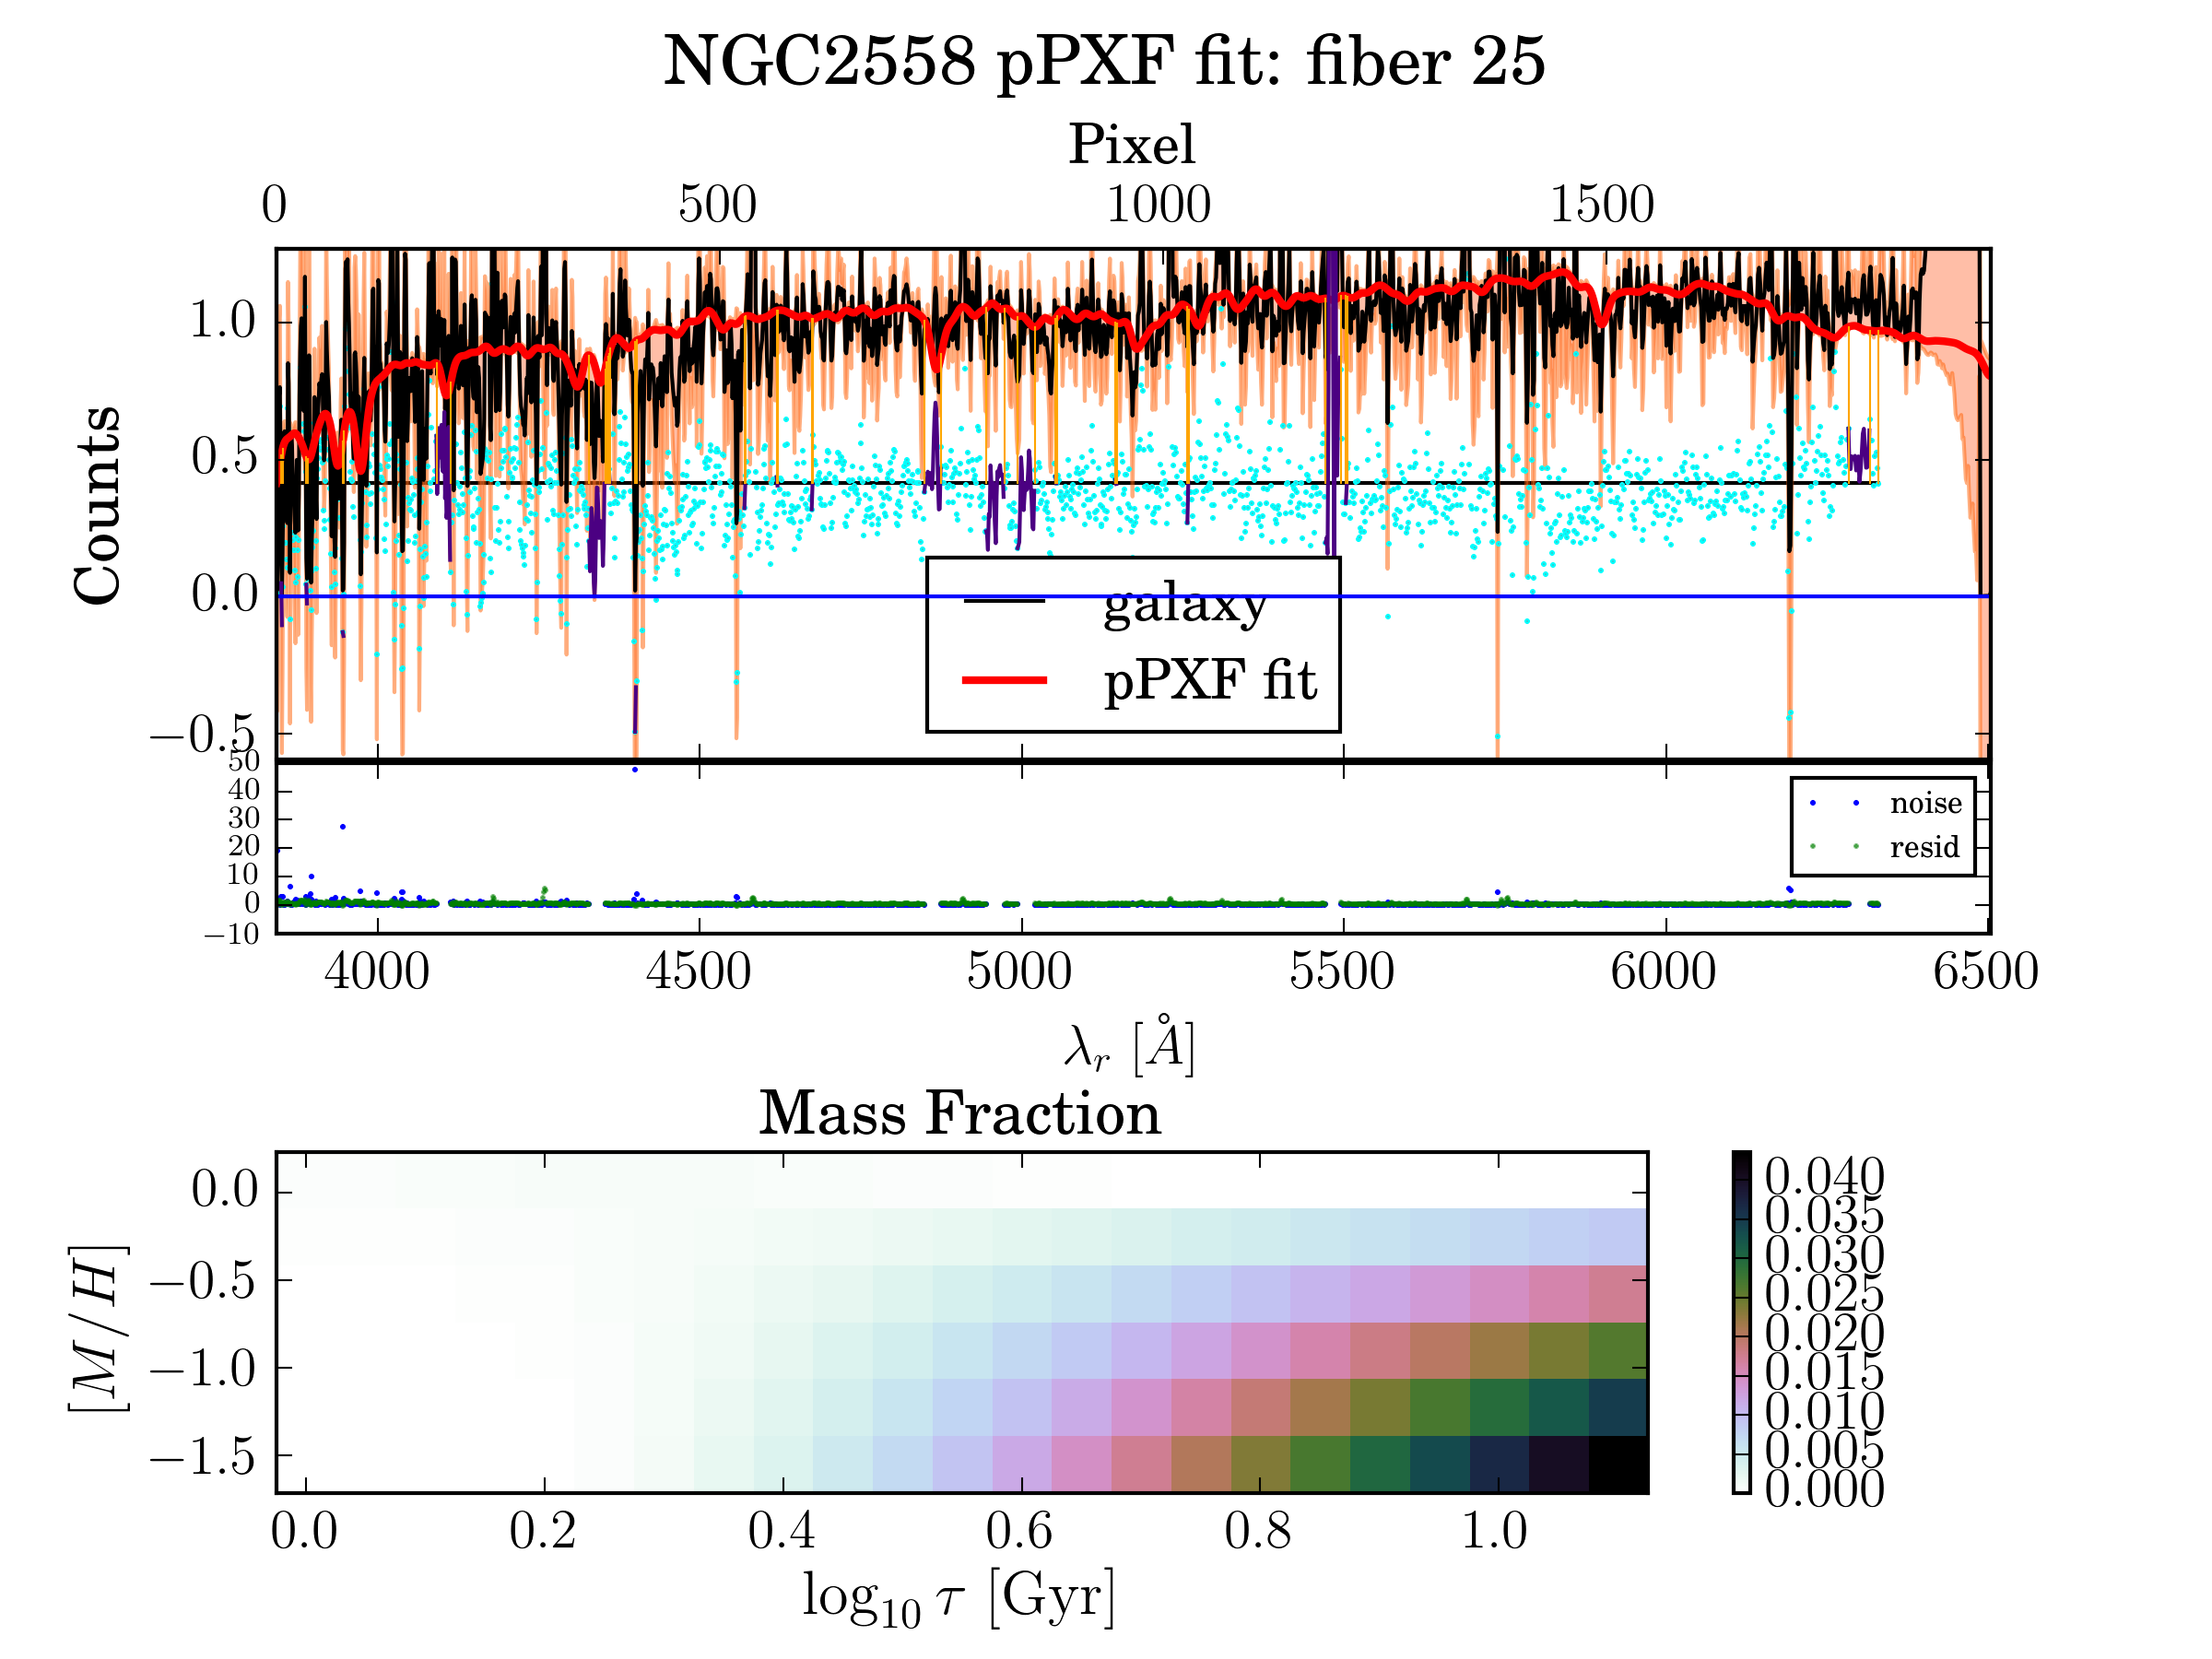 NGC2558 pPXF fit: fiber 25
Pixel
0 500 1000 1500
Counts
1.0
0.5
0.0
−0.5
galaxy
pPXF fit
50
40
30
20
10
0
−10
noise
resid
4000 4500 5000 5500 6000 6500
λr [Å]
Mass Fraction
[M/H]
0.0
−0.5
−1.0
−1.5
0.0 0.2 0.4 0.6 0.8 1.0
log10 τ [Gyr]
0.040
0.035
0.030
0.025
0.020
0.015
0.010
0.005
0.000